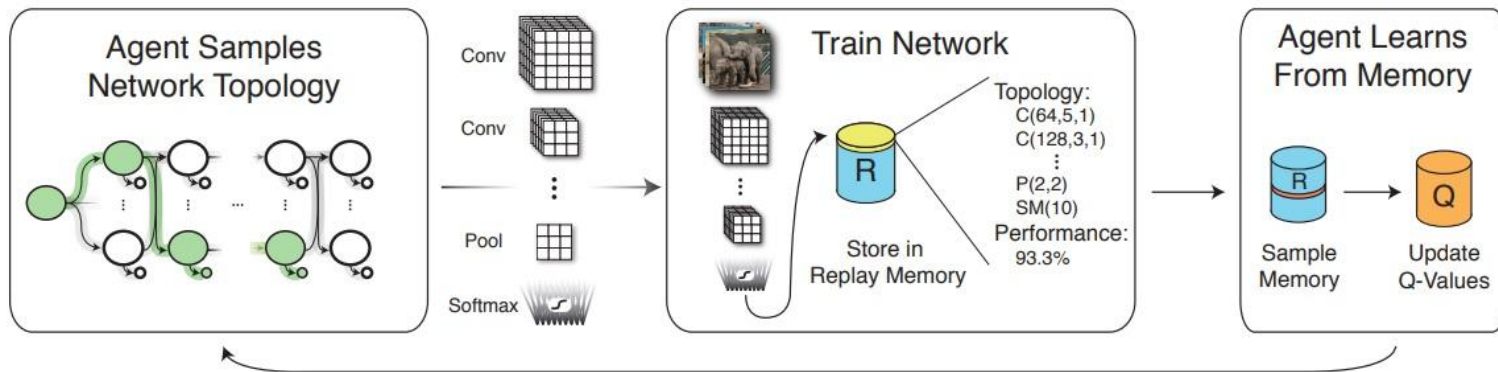 Agent Samples
Network Topology
Conv
Conv
Pool
Softmax
Train Network
R
Store in
Replay Memory
Topology:
C(64,5,1)
C(128,3,1)
P(2,2)
SM(10)
Performance:
93.3%
Agent Learns
From Memory
R
Sample
Memory
Q
Update
Q-Values